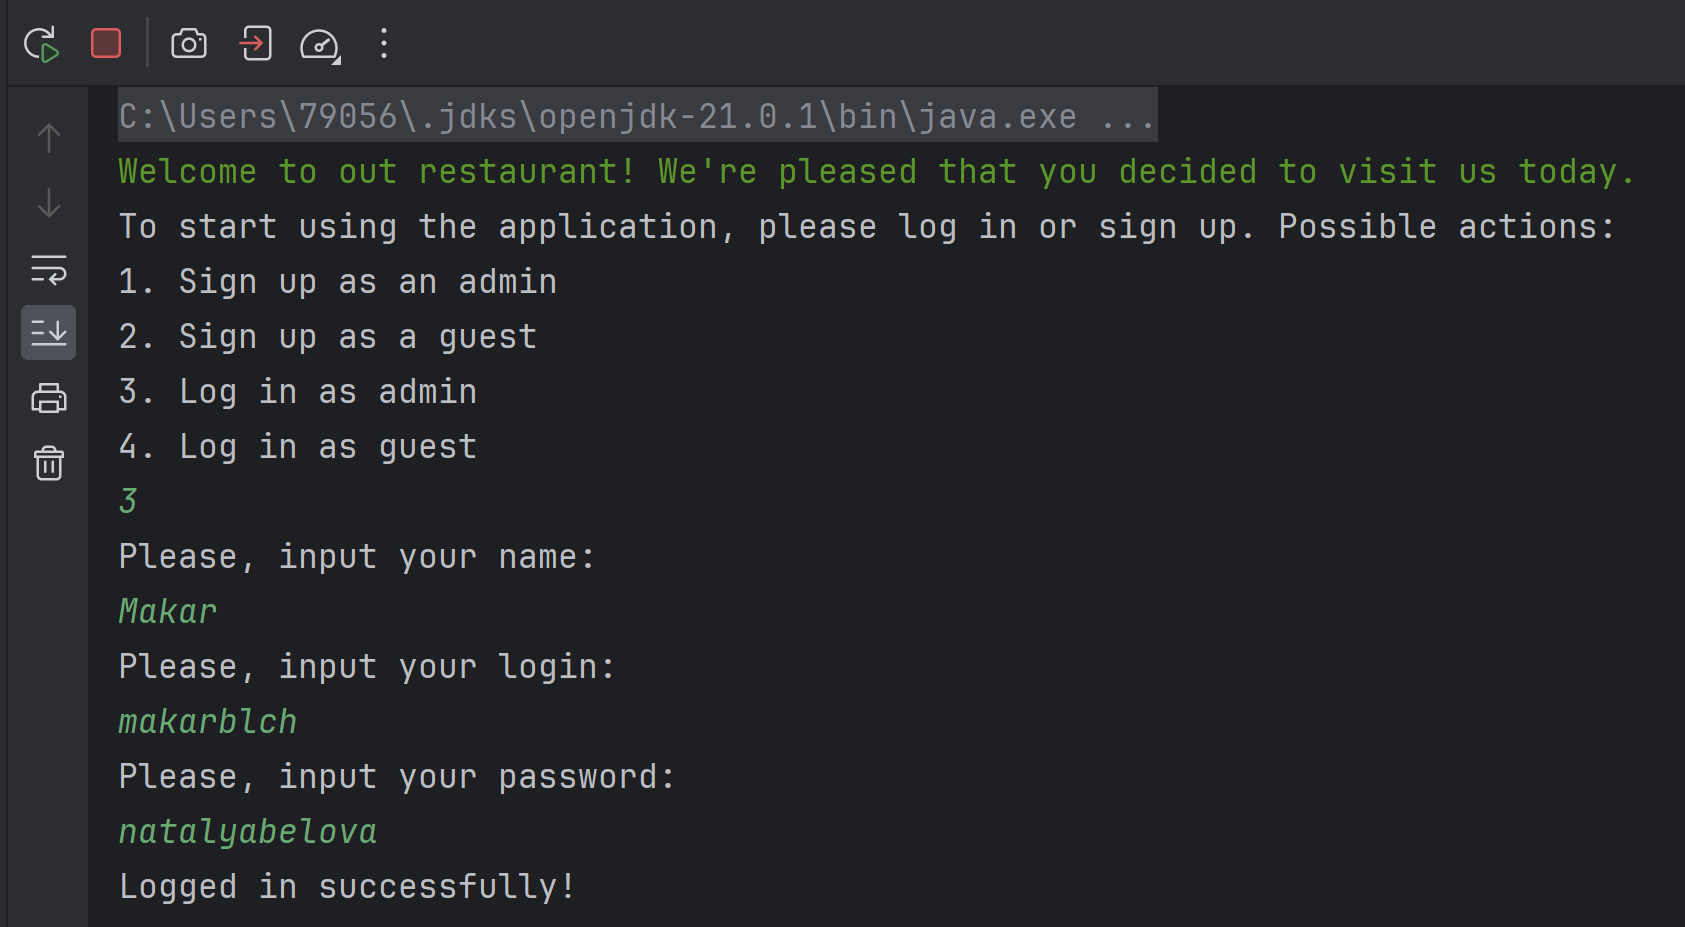 C:\Users\79056\.jdks\openjdk-21.0.1\bin\java.exe ...
Welcome to out restaurant! We're pleased that you decided to visit us today.
To start using the application, please log in or sign up. Possible actions:
1. Sign up as an admin
2. Sign up as a guest
3. Log in as admin
4. Log in as guest
3
Please, input your name:
Makar
Please, input your login:
makarblch
Please, input your password:
natalyabelova
Logged in successfully!